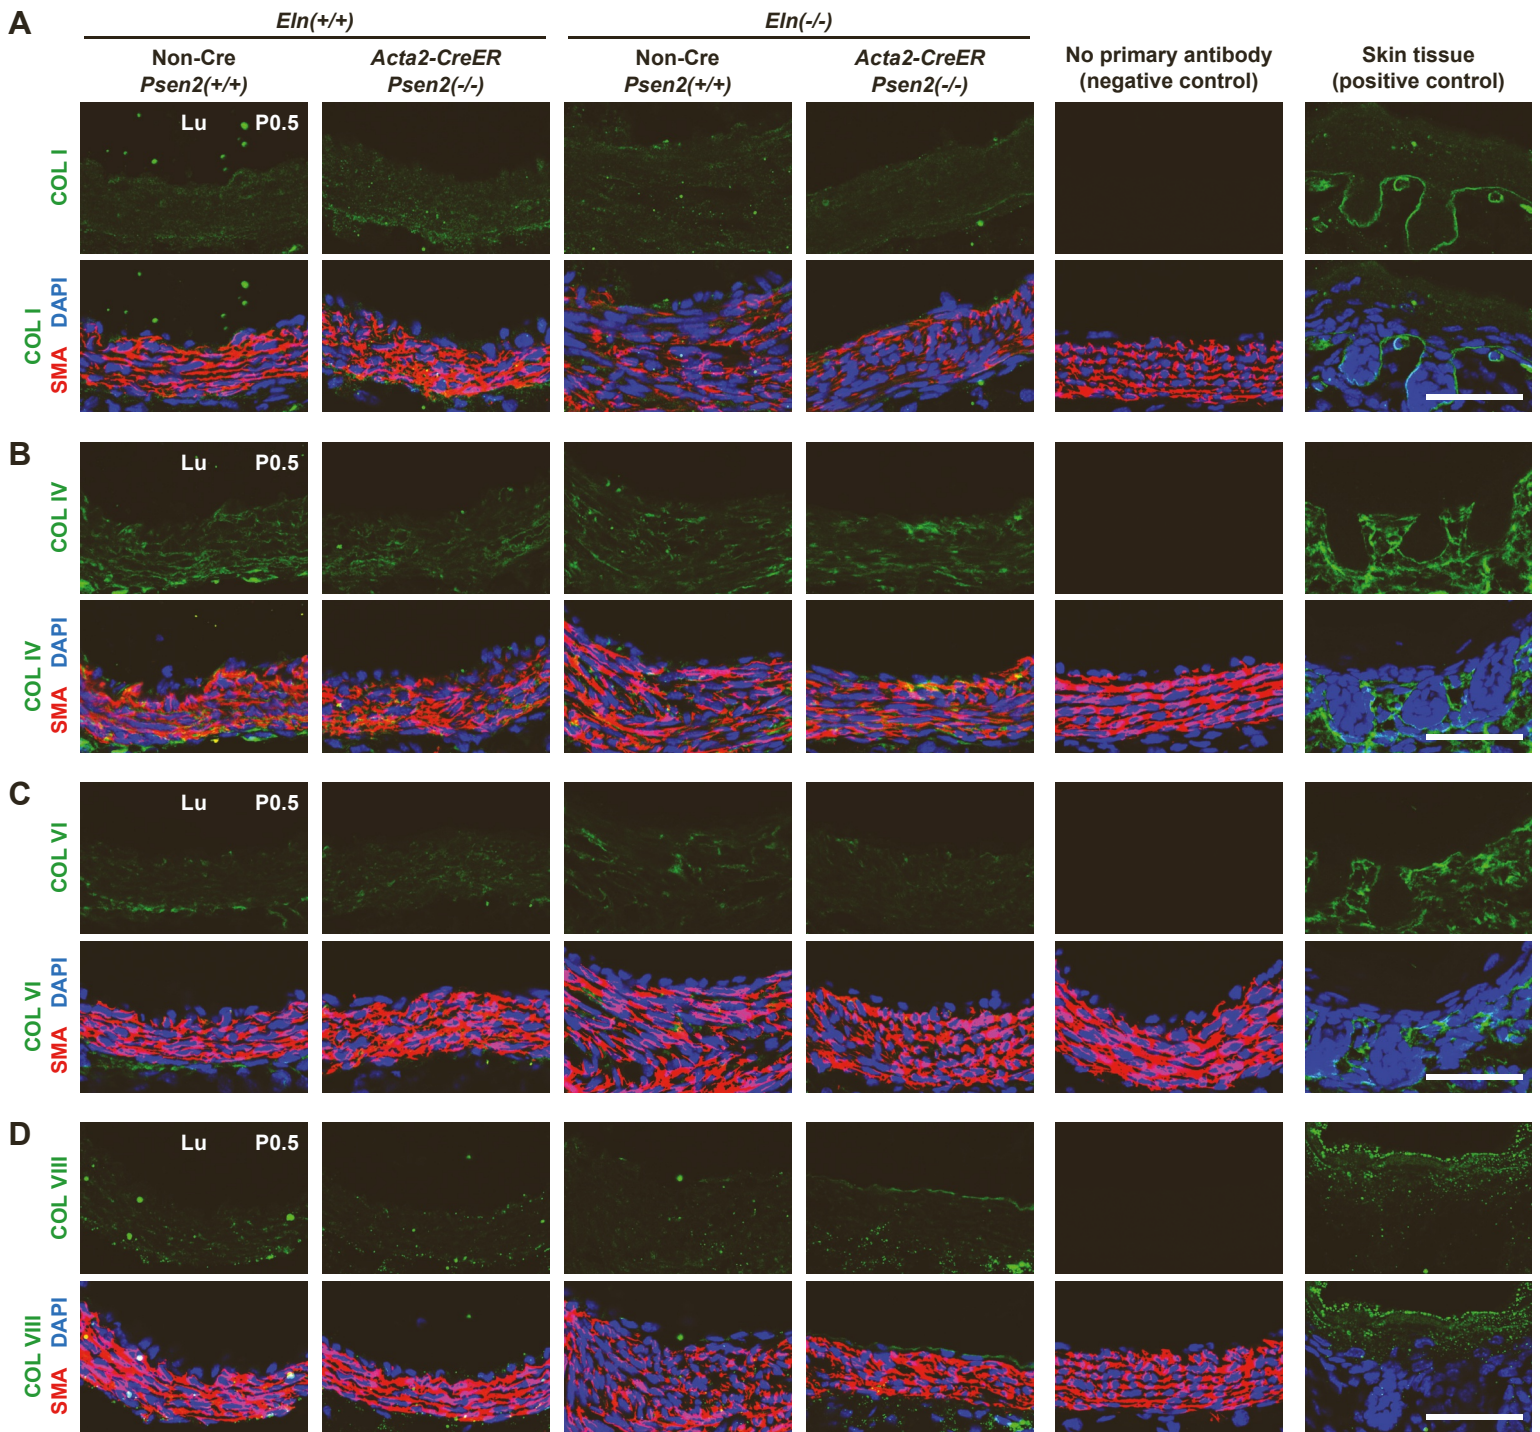 A
Eln(+/+)
Eln(-/-)
Non-Cre
Psen2(+/+)
Acta2-CreER
Psen2(-/-)
Non-Cre
Psen2(+/+)
Acta2-CreER
Psen2(-/-)
No primary antibody
(negative control)
Skin tissue
(positive control)
COL I
Lu P0.5
COL I
SMA DAPI
B
COL IV
Lu P0.5
COL IV
SMA DAPI
C
COL VI
Lu P0.5
COL VI
SMA DAPI
D
COL VIII
Lu P0.5
COL VIII
SMA DAPI